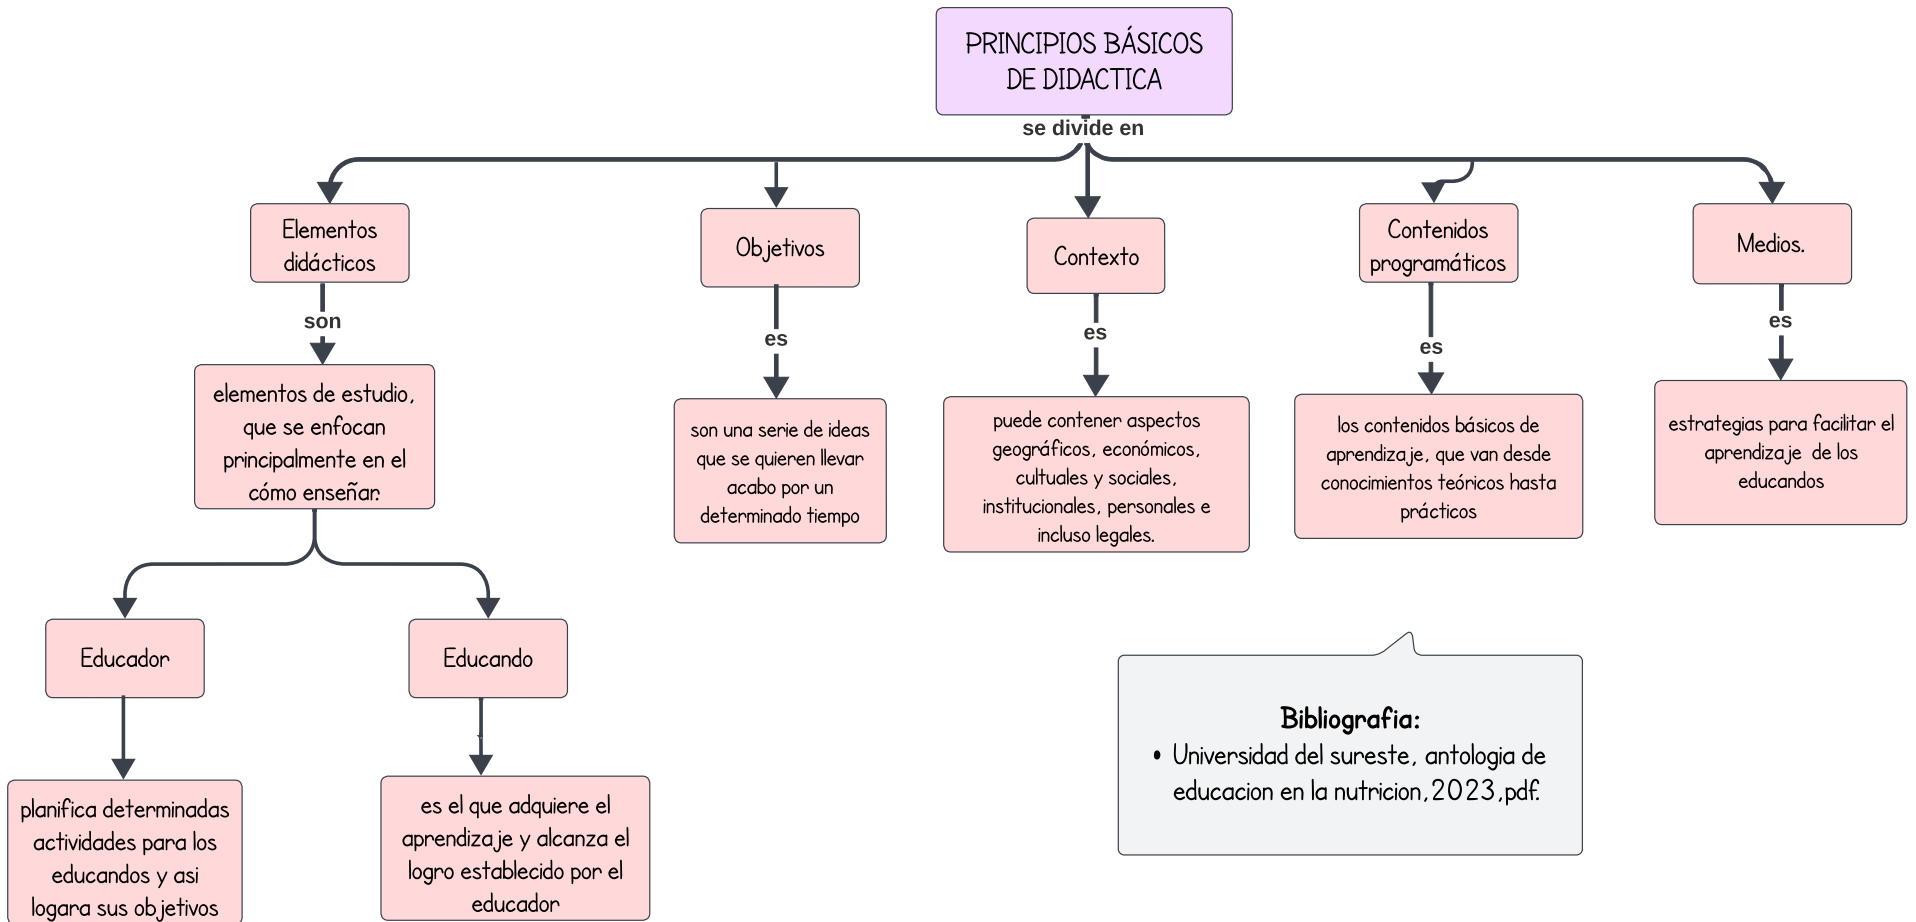 PRINCIPIOS BÁSICOS
DE DIDACTICA
se divide en
Elementos
didácticos
Objetivos
Contexto
Contenidos
programáticos
Medios.
son
es
es
es
es
elementos de estudio,
que se enfocan
principalmente en el
cómo enseñar.
son una serie de ideas
que se quieren llevar
acabo por un
determinado tiempo
puede contener aspectos
geográficos, económicos,
cultuales y sociales,
institucionales, personales e
incluso legales.
los contenidos básicos de
aprendizaje, que van desde
conocimientos teóricos hasta
prácticos
estrategias para facilitar el
aprendizaje de los
educandos
Educador
Educando
planifica determinadas
actividades para los
educandos y asi
logara sus objetivos
es el que adquiere el
aprendizaje y alcanza el
logro establecido por el
educador
Bibliografia:
• Universidad del sureste, antologia de
educacion en la nutricion,2023,pdf.